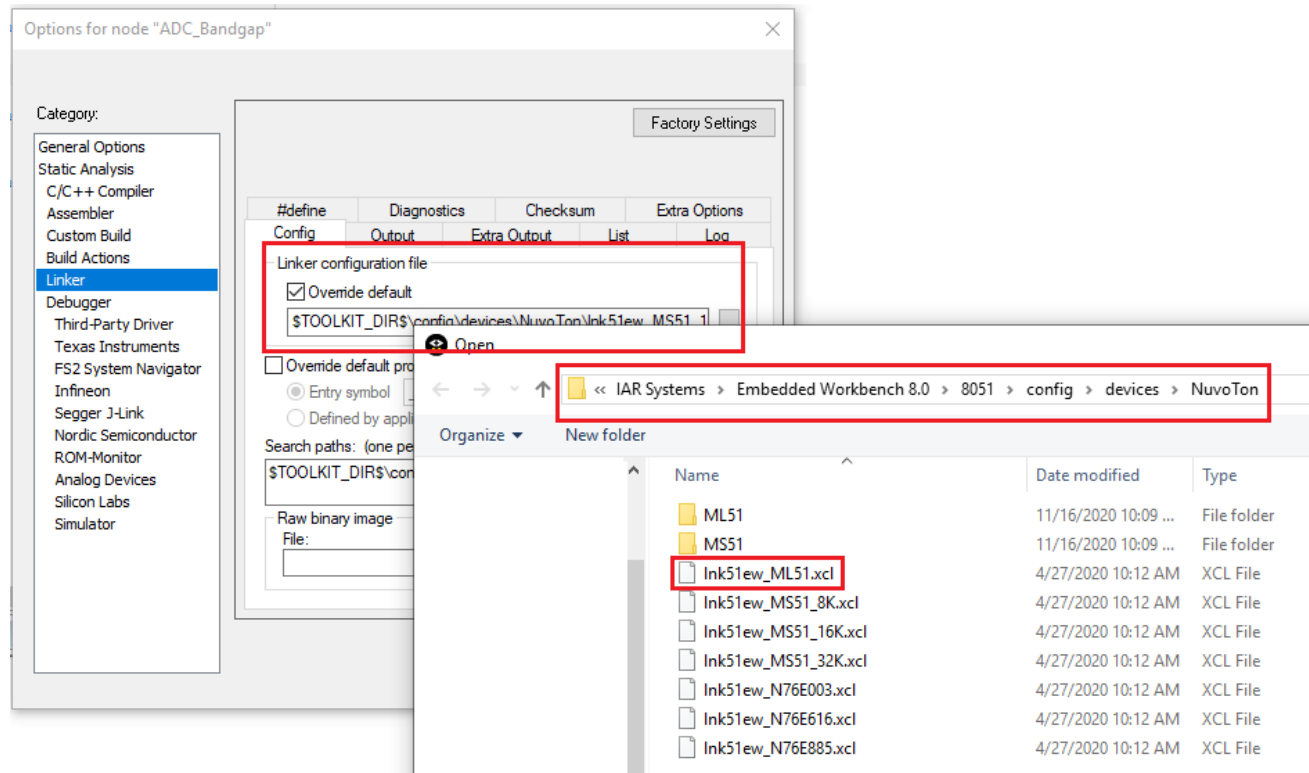 Options for node "ADC_Bandgap"
Category:
General Options
Static Analysis
C/C++ Compiler
Assembler
Custom Build
Build Actions
Linker
Debugger
Third-Party Driver
Texas Instruments
FS2 System Navigator
Infineon
Segger J-Link
Nordic Semiconductor
ROM-Monitor
Analog Devices
Silicon Labs
Simulator
Factory Settings
#define Diagnostics Checksum Extra Options
Config Output Extra Output List Log
Linker configuration file
Override default
$TOOLKIT_DIR$\config\devices\NuvoTon\lnk51ew_MS51_1
Override default pro
Entry symbol
Defined by appli
Search paths: (one pe
$TOOLKIT_DIR$\con
Raw binary image
File:
Open
« IAR Systems > Embedded Workbench 8.0 > 8051 > config > devices > NuvoTon
Organize New folder
Name Date modified Type
ML51 11/16/2020 10:09 ... File folder
MS51 11/16/2020 10:09 ... File folder
lnk51ew_ML51.xcl 4/27/2020 10:12 AM XCL File
lnk51ew_MS51_8K.xcl 4/27/2020 10:12 AM XCL File
lnk51ew_MS51_16K.xcl 4/27/2020 10:12 AM XCL File
lnk51ew_MS51_32K.xcl 4/27/2020 10:12 AM XCL File
lnk51ew_N76E003.xcl 4/27/2020 10:12 AM XCL File
lnk51ew_N76E616.xcl 4/27/2020 10:12 AM XCL File
lnk51ew_N76E885.xcl 4/27/2020 10:12 AM XCL File